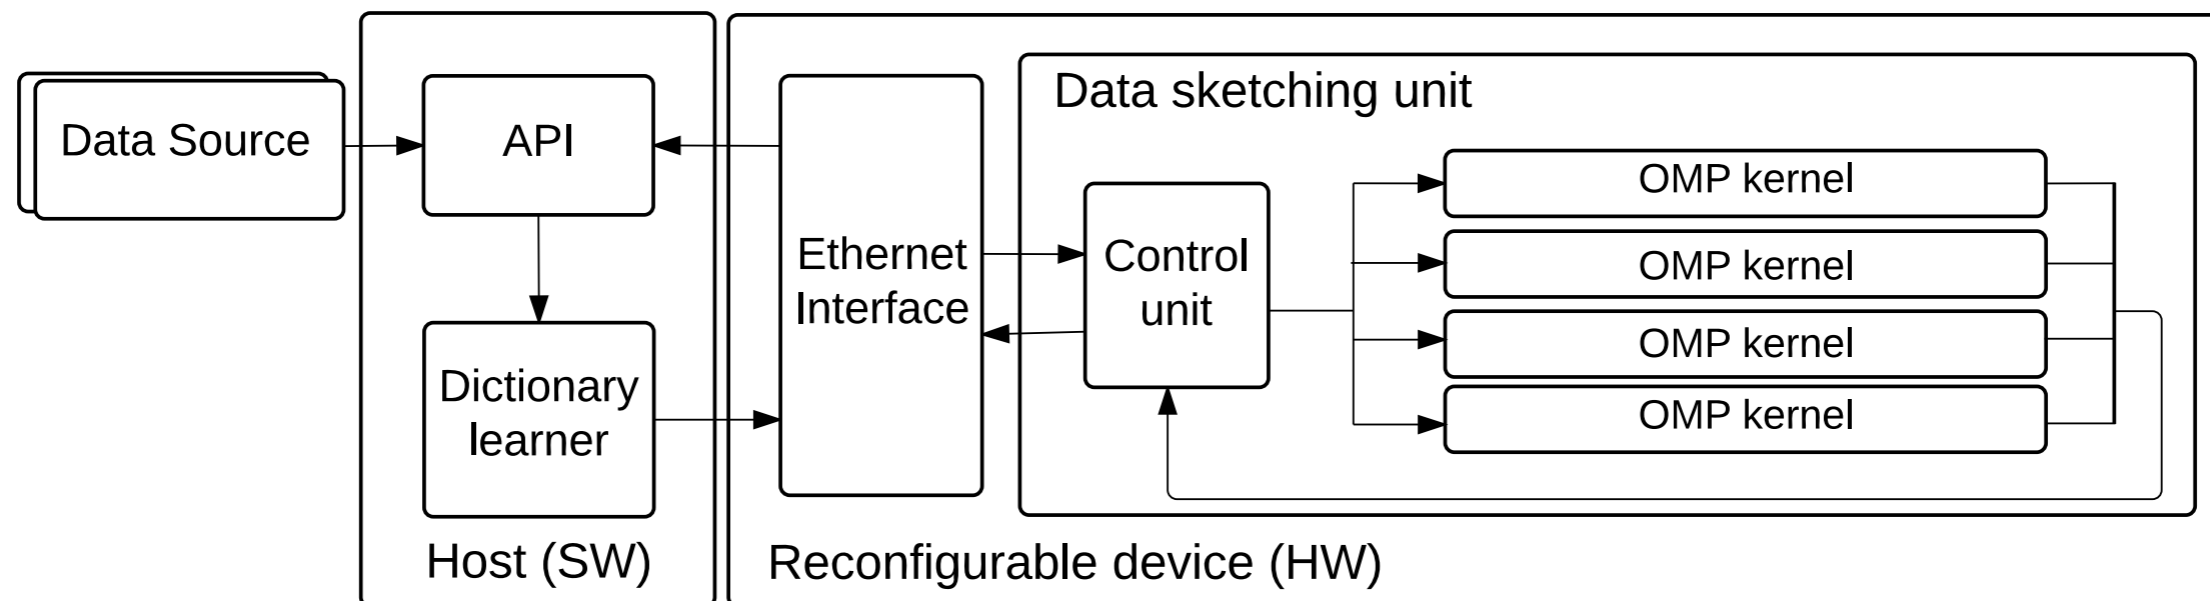 Data Source
API
Dictionary
learner
Host (SW)
Ethernet
Interface
Data sketching unit
Control
unit
OMP kernel
OMP kernel
OMP kernel
OMP kernel
Reconfigurable device (HW)